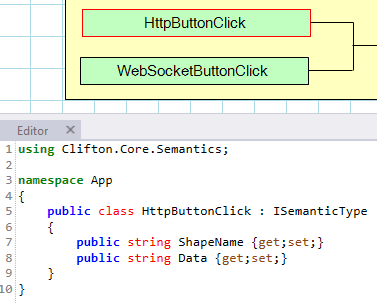 HttpButtonClick
WebSocketButtonClick
Editor ✕
1 using Clifton.Core.Semantics;
2
3 namespace App
4 {
5     public class HttpButtonClick : ISemanticType
6     {
7         public string ShapeName {get;set;}
8         public string Data {get;set;}
9     }
10 }